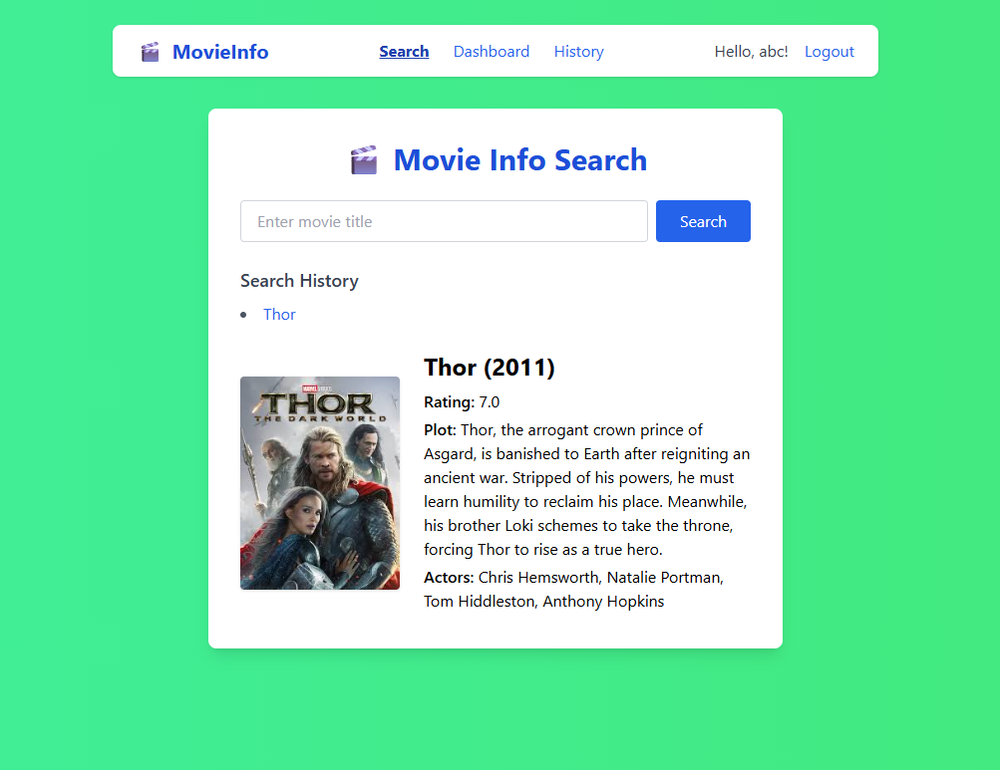 MovieInfo
Search Dashboard History
Hello, abc! Logout
Movie Info Search
Enter movie title
Search
Search History
Thor
MARVEL STUDIOS
THOR
THE DARK WORLD
Thor (2011)
Rating: 7.0
Plot: Thor, the arrogant crown prince of
Asgard, is banished to Earth after reigniting an
ancient war. Stripped of his powers, he must
learn humility to reclaim his place. Meanwhile,
his brother Loki schemes to take the throne,
forcing Thor to rise as a true hero.
Actors: Chris Hemsworth, Natalie Portman,
Tom Hiddleston, Anthony Hopkins